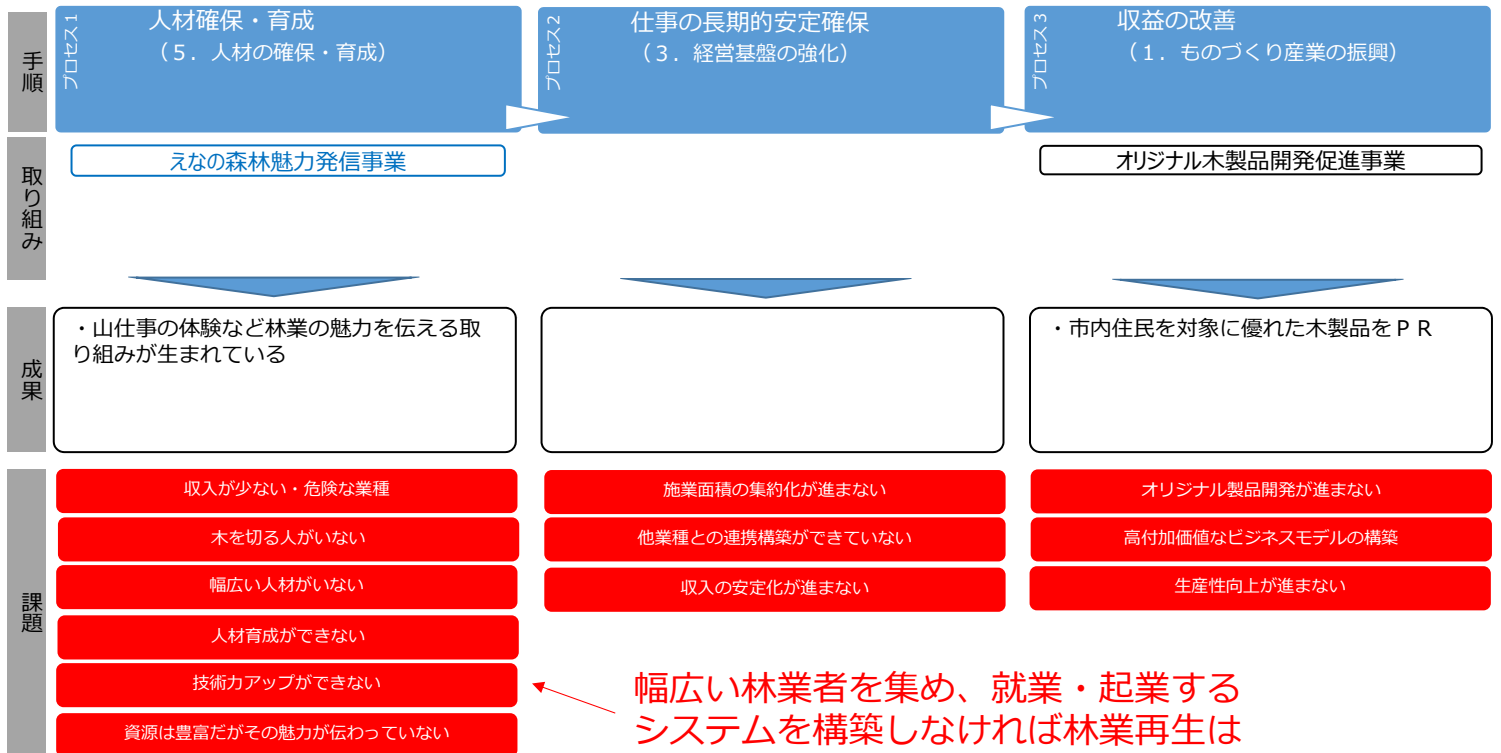 手順
プロセス1
人材確保・育成
（５．人材の確保・育成）
プロセス2
仕事の長期的安定確保
（３．経営基盤の強化）
プロセス3
収益の改善
（１．ものづくり産業の振興）
取り組み
えなの森林魅力発信事業
オリジナル木製品開発促進事業
成果
・山仕事の体験など林業の魅力を伝える取
り組みが生まれている
・市内住民を対象に優れた木製品をＰＲ
課題
収入が少ない・危険な業種
木を切る人がいない
幅広い人材がいない
人材育成ができない
技術力アップができない
資源は豊富だがその魅力が伝わっていない
施業面積の集約化が進まない
他業種との連携構築ができていない
収入の安定化が進まない
オリジナル製品開発が進まない
高付加価値なビジネスモデルの構築
生産性向上が進まない
幅広い林業者を集め、就業・起業する
システムを構築しなければ林業再生は